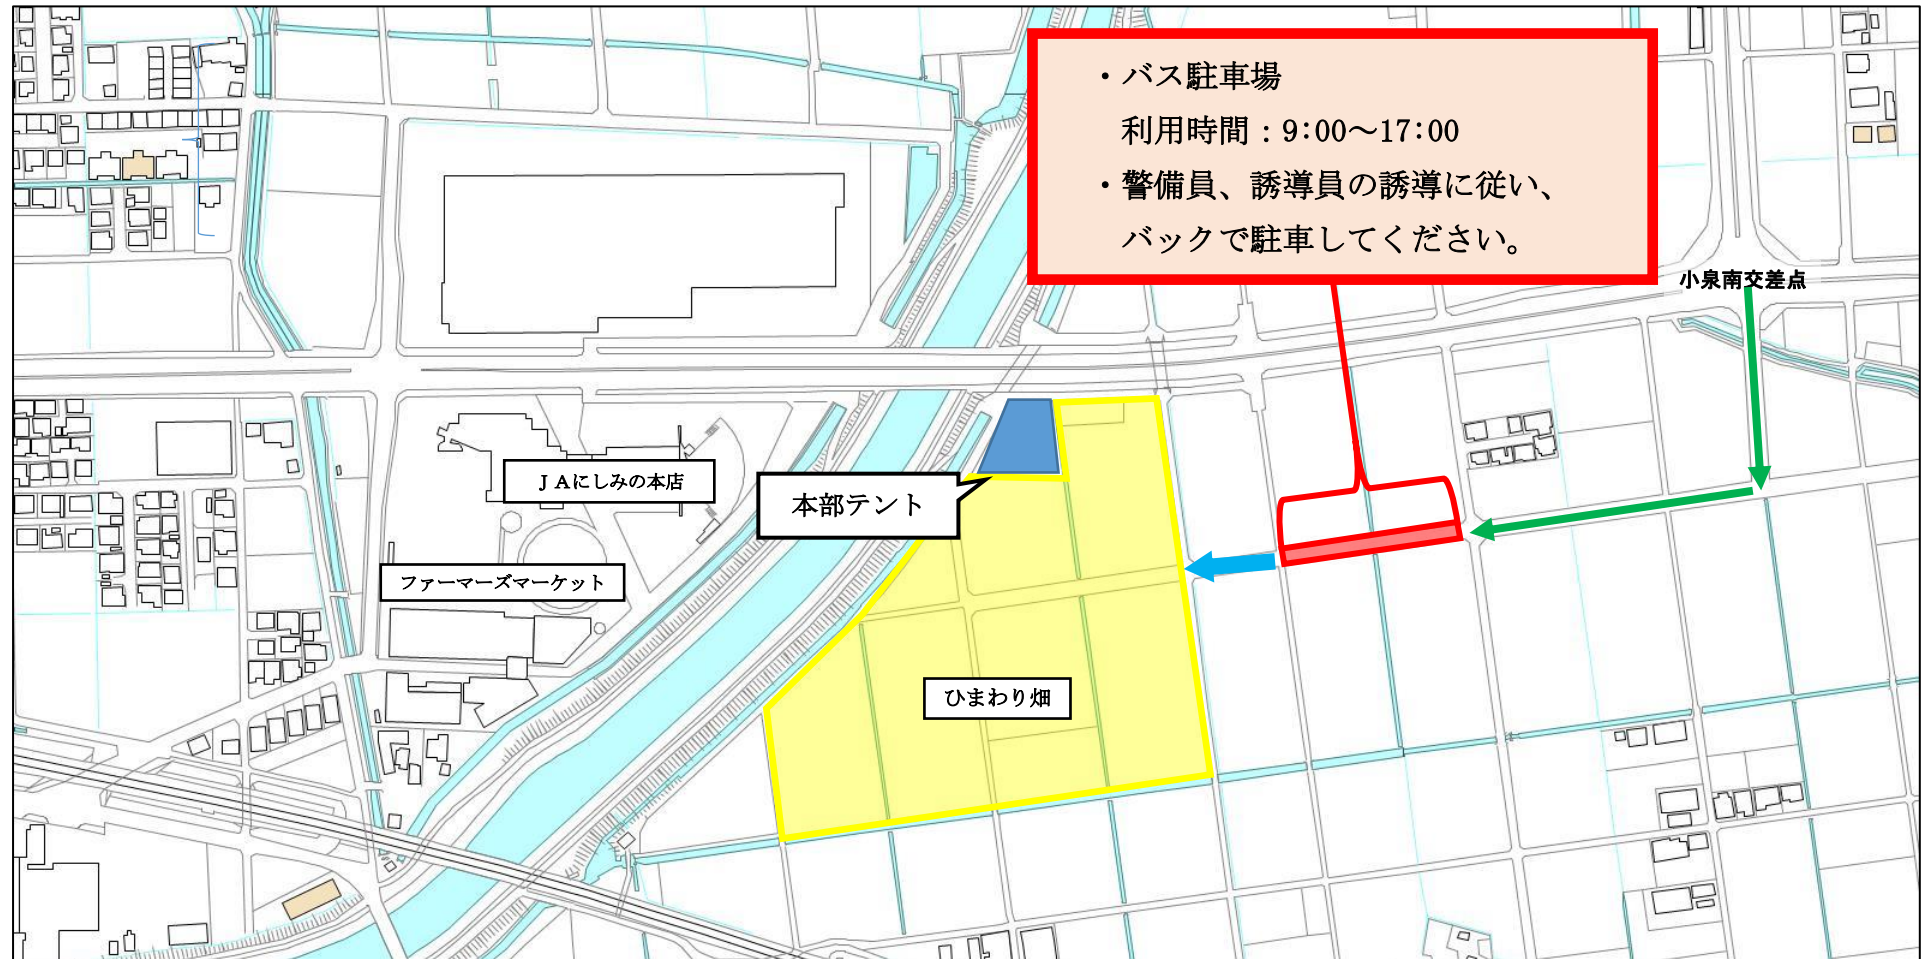 ・バス駐車場
利用時間：9:00～17:00
・警備員、誘導員の誘導に従い、
バックで駐車してください。
小泉南交差点
ＪＡにしみの本店
本部テント
ファーマーズマーケット
ひまわり畑